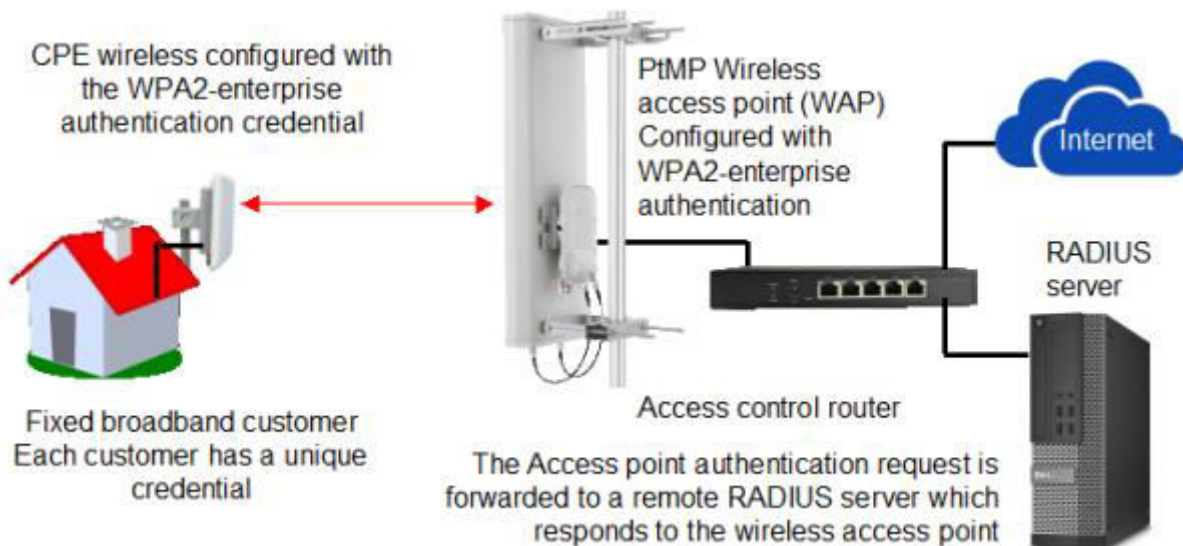 CPE wireless configured with
the WPA2-enterprise
authentication credential
PtMP Wireless
access point (WAP)
Configured with
WPA2-enterprise
authentication
Internet
RADIUS
server
Fixed broadband customer
Each customer has a unique
credential
Access control router
The Access point authentication request is
forwarded to a remote RADIUS server which
responds to the wireless access point